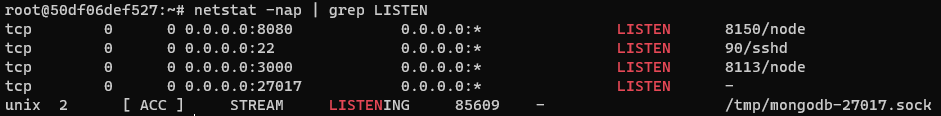 root@50df06def527:~# netstat -nap | grep LISTEN
tcp 0 0 0.0.0.0:8080 0.0.0.0:* LISTEN 8150/node
tcp 0 0 0.0.0.0:22 0.0.0.0:* LISTEN 90/sshd
tcp 0 0 0.0.0.0:3000 0.0.0.0:* LISTEN 8113/node
tcp 0 0 0.0.0.0:27017 0.0.0.0:* LISTEN -
unix 2 [ ACC ] STREAM LISTENING 85609 - /tmp/mongodb-27017.sock